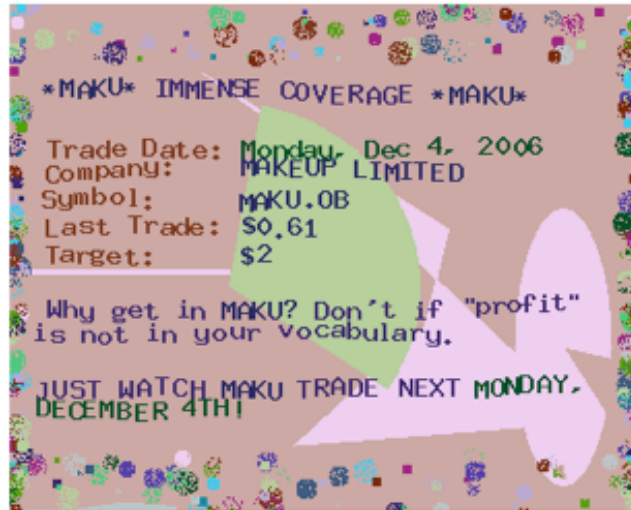 *MAKU* IMMENSE COVERAGE *MAKU*
Trade Date: Monday, Dec 4, 2006
Company: MAKEUP LIMITED
Symbol: MAKU.OB
Last Trade: $0.61
Target: $2
Why get in MAKU? Don't if "profit"
is not in your vocabulary.
JUST WATCH MAKU TRADE NEXT MONDAY,
DECEMBER 4TH!